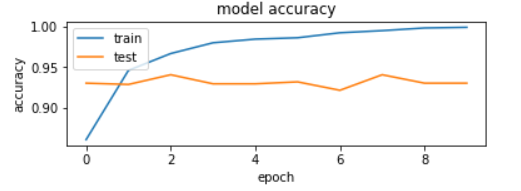 model accuracy
1.00
0.95
0.90
accuracy
train
test
0 2 4 6 8
epoch